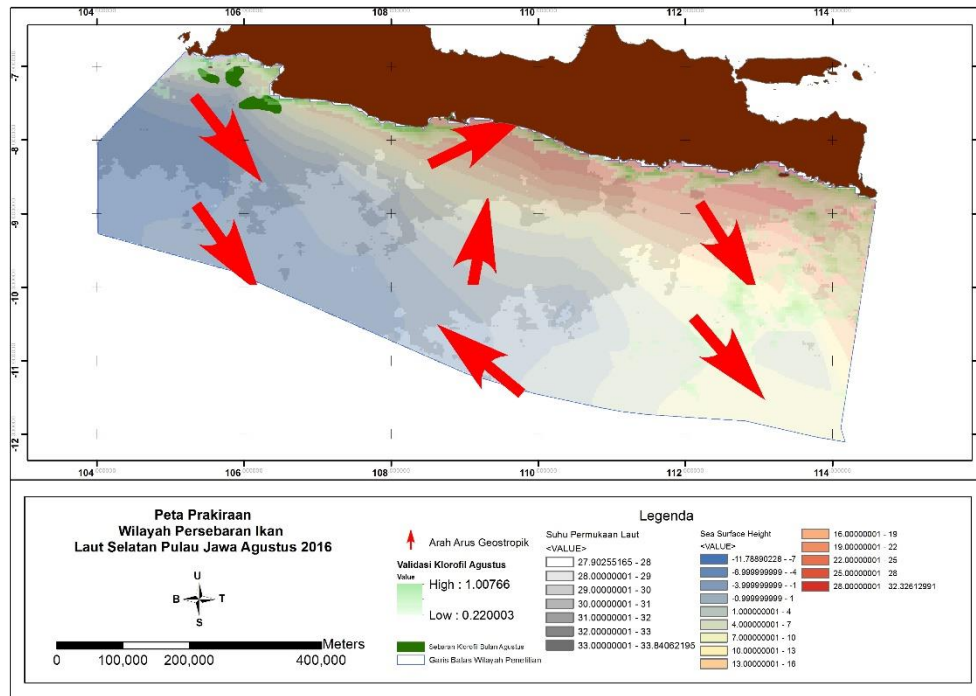 104 106 108 110 112 114
-7
-8
-9
-10
-11
-12
104 106 108 110 112 114
Peta Prakiraan
Wilayah Persebaran Ikan
Laut Selatan Pulau Jawa Agustus 2016
U
B T
S
Meters
0 100,000 200,000 400,000
Legenda
Arah Arus Geostropik
Validasi Klorofil Agustus
Value
High : 1.00766
Low : 0.220003
Sebaran Klorofil Bulan Agustus
Garis Batas Wilayah Penelitian
Suhu Permukaan Laut
<VALUE>
27.90255165 - 28
28.00000001 - 29
29.00000001 - 30
30.00000001 - 31
31.00000001 - 32
32.00000001 - 33
33.00000001 - 33.84062195
Sea Surface Height
<VALUE>
-11.78890228 - -7
-6.999999999 - -4
-3.999999999 - -1
-0.999999999 - 1
1.000000001 - 4
4.000000001 - 7
7.000000001 - 10
10.00000001 - 13
13.00000001 - 16
16.00000001 - 19
19.00000001 - 22
22.00000001 - 25
25.00000001 - 28
28.00000001 - 32.32612991